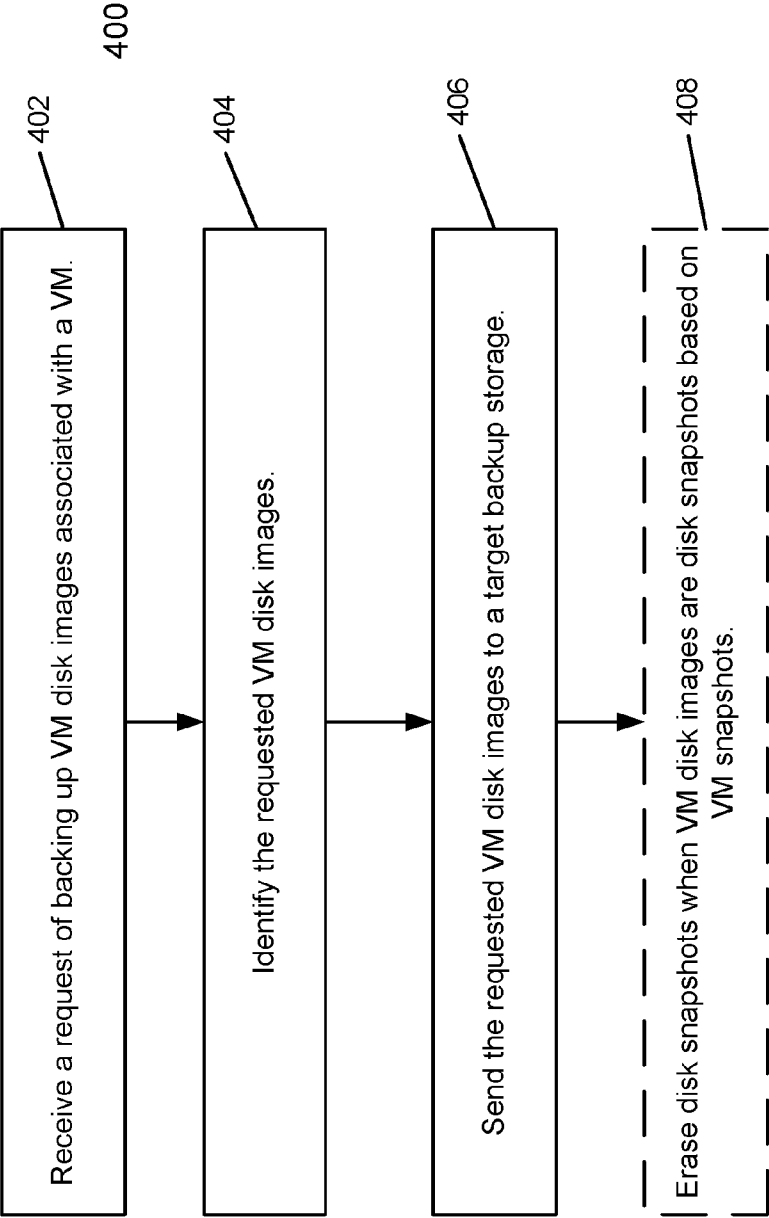 400
402
Receive a request of backing up VM disk images associated with a VM.
404
Identify the requested VM disk images.
406
Send the requested VM disk images to a target backup storage.
408
Erase disk snapshots when VM disk images are disk snapshots based on
VM snapshots.